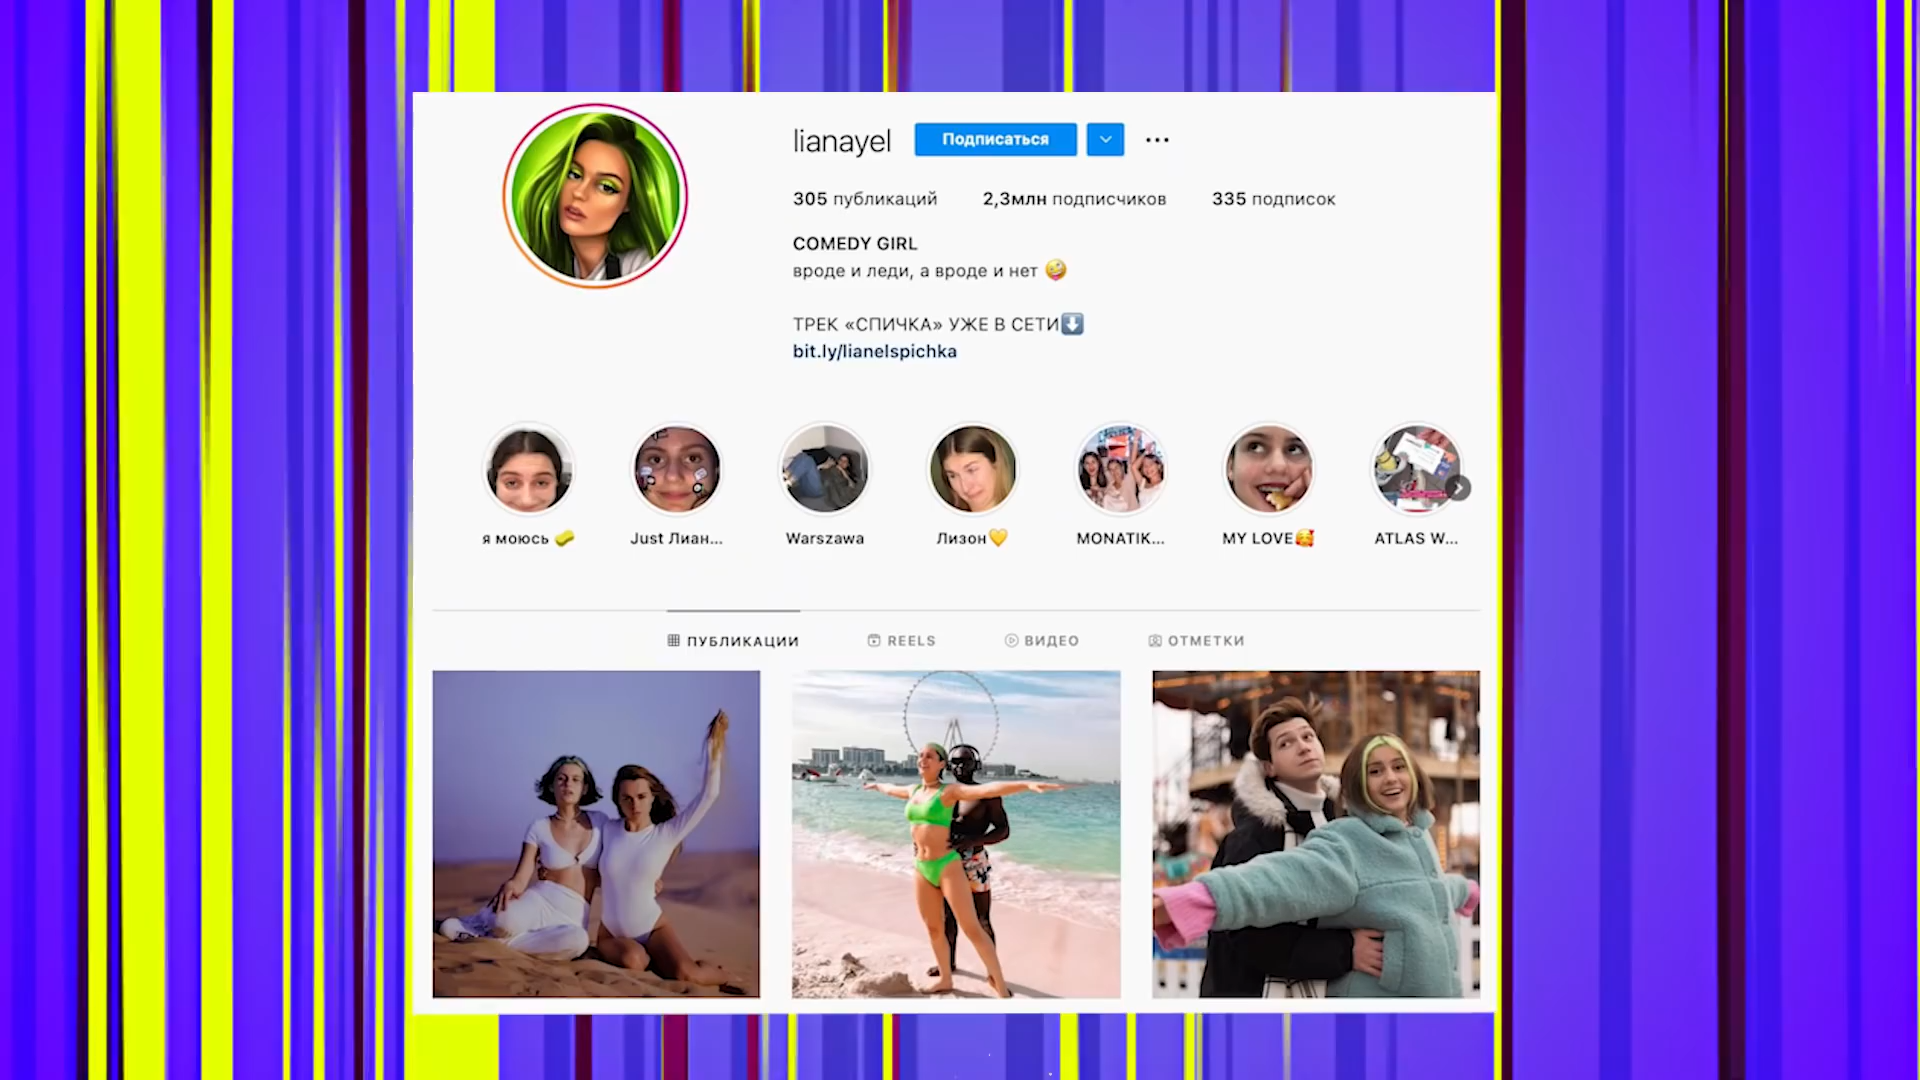 lianayel Подписаться
305 публикаций 2,3млн подписчиков 335 подписок
COMEDY GIRL
вроде и леди, а вроде и нет 🤪
ТРЕК «СПИЧКА» УЖЕ В СЕТИ⬇️
bit.ly/lianelspichka
я моюсь 🧽 Just Лиан... Warszawa Лизон💛 MONATIK... MY LOVE🥰 ATLAS W...
ПУБЛИКАЦИИ REELS ВИДЕО ОТМЕТКИ